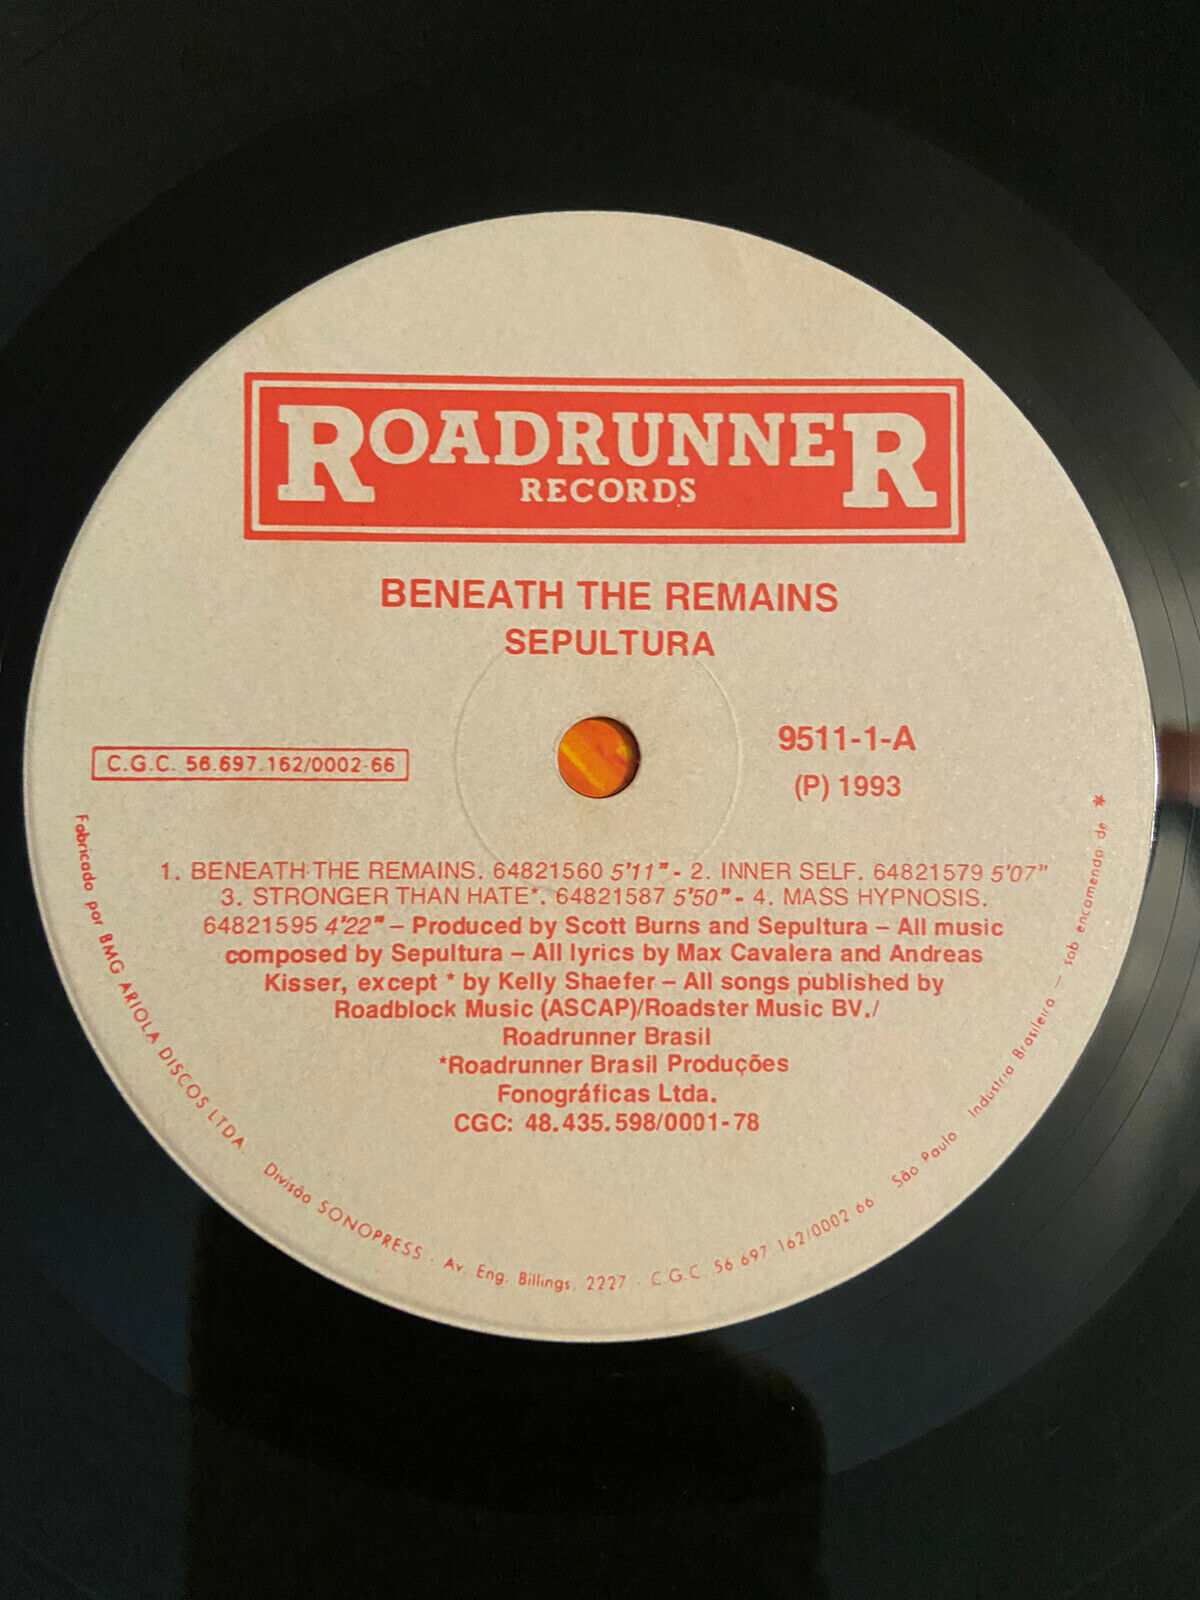 ROADRUNNER
RECORDS
BENEATH THE REMAINS
SEPULTURA
C.G.C. 56.697.162/0002-66
9511-1-A
(P) 1993
1. BENEATH THE REMAINS. 64821560 5'11" - 2. INNER SELF. 64821579 5'07"
3. STRONGER THAN HATE*. 64821587 5'50" - 4. MASS HYPNOSIS.
64821595 4'22" – Produced by Scott Burns and Sepultura – All music
composed by Sepultura – All lyrics by Max Cavalera and Andreas
Kisser, except * by Kelly Shaefer – All songs published by
Roadblock Music (ASCAP)/Roadster Music BV./
Roadrunner Brasil
*Roadrunner Brasil Produções
Fonográficas Ltda.
CGC: 48.435.598/0001-78
Fabricado por BMG ARIOLA DISCOS LTDA. Divisão SONOPRESS - Av. Eng. Billings, 2227 - C.G.C. 56 697 162/0002 66 São Paulo Indústria Brasileira — sob encomenda de *